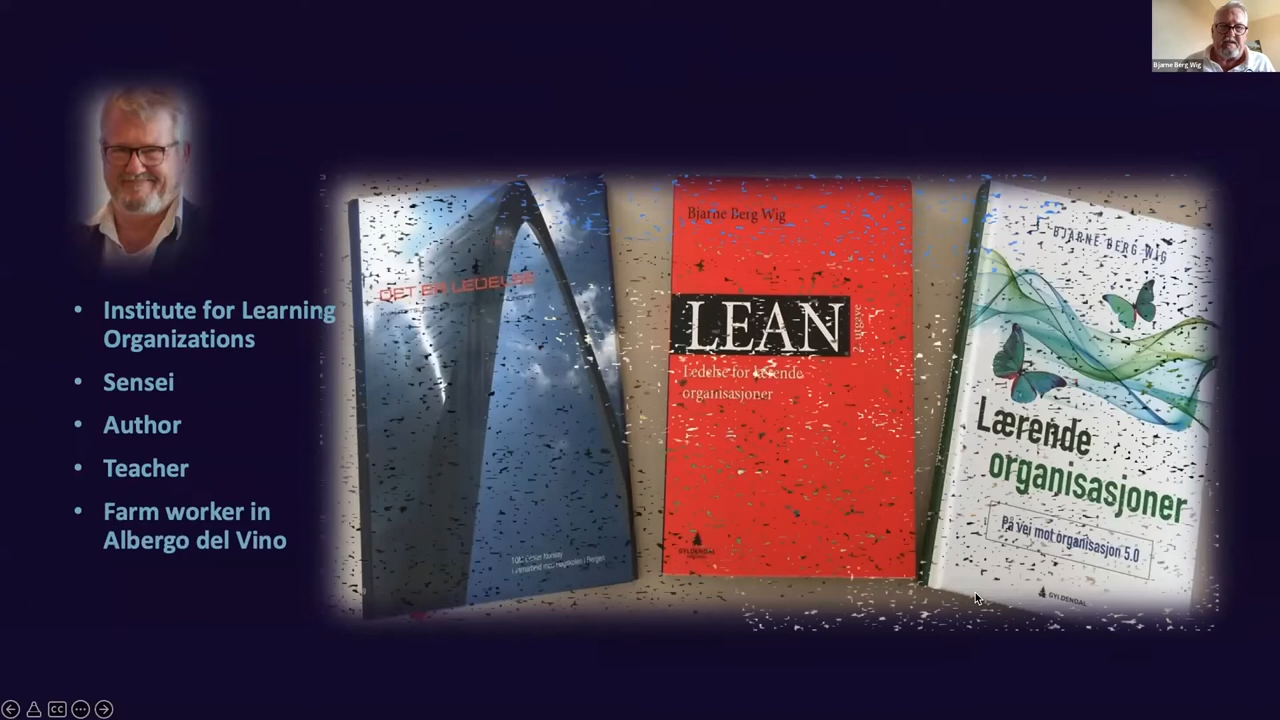 Bjarne Berg Wig
• Institute for Learning
Organizations
• Sensei
• Author
• Teacher
• Farm worker in
Albergo del Vino
DET ER LEDELSE
Bjarne Berg Wig
LEAN
2. utgave
Ledelse for lærende
organisasjoner
GYLDENDAL
BJARNE BERG WIG
Lærende
organisasjoner
På vei mot organisasjon 5.0
GYLDENDAL
CC